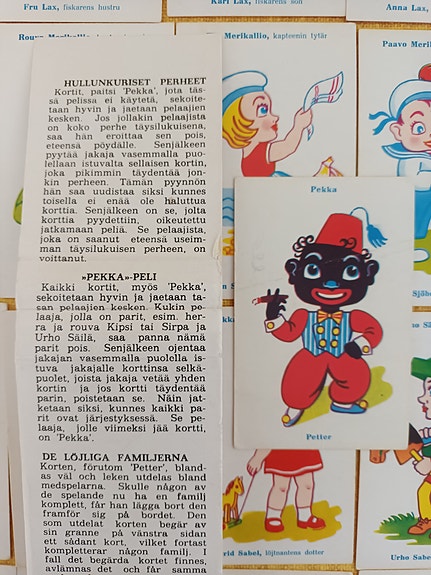 Fru Lax, fiskarens hustru
Karl Lax, fiskarens son
Anna Lax,
Merikallio, kapteenin tytär
Paavo Meri
HULLUNKURISET PERHEET
Kortit, paitsi 'Pekka', jota täs-
sä pelissa ei käytetä, sekoite-
taan hyvin ja jaetaan pelaajien
kesken. Jos jollakin pelaajista
on koko perhe täysilukuisena,
saa hän eroittaa sen pois,
eteensä pöydälle. Senjälkeen
pyytää jakaja vasemmalla puo-
lellaan istuvalta sellaisen kortin,
joka pikimmin täydentää jon-
kin perheen. Tämän pyynnön
hän saa uudistaa siksi kunnes
toisella ei enää ole haluttua
korttia. Senjälkeen on se, jolta
korttia pyydettiin, oikeutettu
jatkamaan peliä. Se pelaajista,
joka on saanut eteensä useim-
man täysilukuisen perheen, on
voittanut.
»PEKKA»-PELI
Kaikki kortit, myös 'Pekka',
sekoitetaan hyvin ja jaetaan ta-
san pelaajien kesken. Kukin pe-
laaja, jolla on parit, esim. her-
ra ja rouva Kipsi tai Sirpa ja
Urho Säilä, saa panna nämä
parit pois. Senjälkeen ojentaa
jakajan vasemmalla puolella is-
tuva jakajalle korttinsa selkä-
puolet, joista jakaja vetää yhden
kortin ja jos kortti täydentää
parin, poistetaan se. Näin jat-
ketaan siksi, kunnes kaikki pa-
rit ovat järjestyksessä. Se pe-
laaja, jolle viimeksi jää kortti,
on 'Pekka'.
DE LÖJLIGA FAMILJERNA
Korten, förutom 'Petter', bland-
as väl och leken utdelas bland
medspelarna. Skulle någon av
de spelande nu ha en familj
komplett, får han lägga bort den
framför sig på bordet. Den
som utdelat korten begär av
sin granne på vänstra sidan
ett sådant kort, vilket fortast
kompletterar någon familj. I
fall det begärda kortet finnes,
avlämnas det och får samma
Pekka
Petter
Sabel, löjtnantens dotter
Urho Sabel